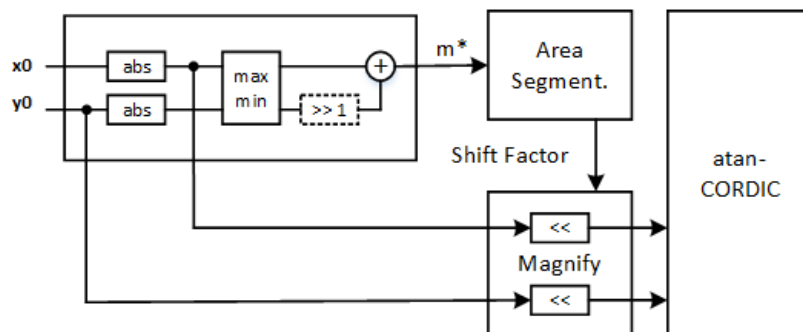 x0
abs
y0
abs
max
min
>> 1
+
m*
Area
Segment.
Shift Factor
<<
Magnify
<<
atan-
CORDIC